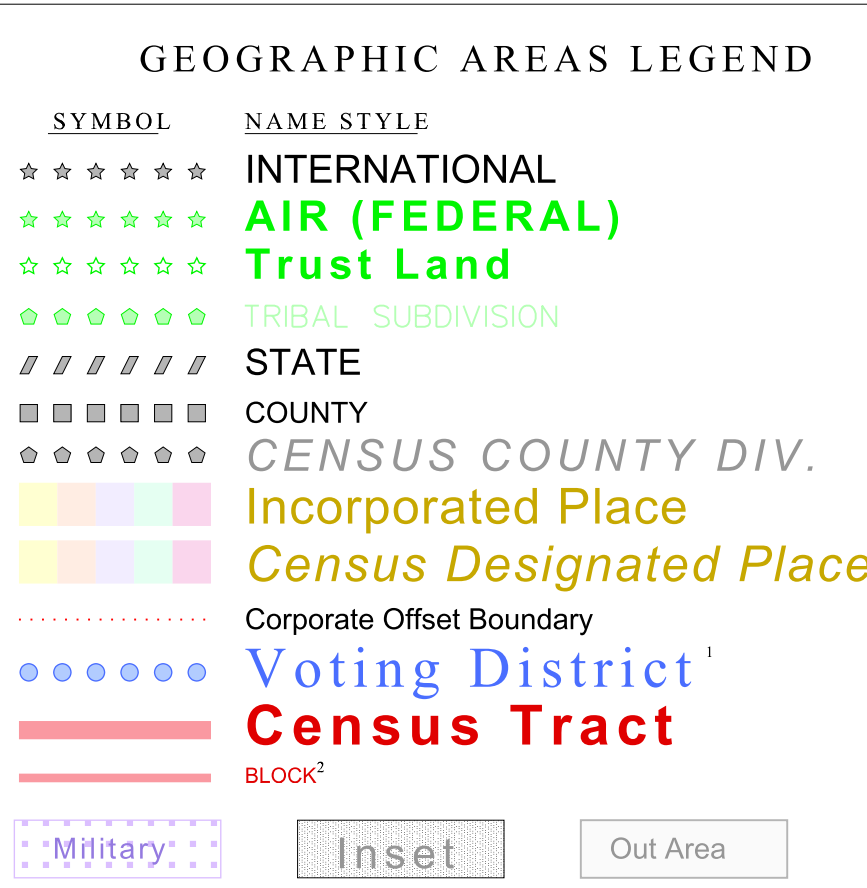 GEOGRAPHIC AREAS LEGEND
SYMBOL NAME STYLE
INTERNATIONAL
AIR (FEDERAL)
Trust Land
TRIBAL SUBDIVISION
STATE
COUNTY
CENSUS COUNTY DIV.
Incorporated Place
Census Designated Place
Corporate Offset Boundary
Voting District 1
Census Tract
BLOCK2
Military Inset Out Area